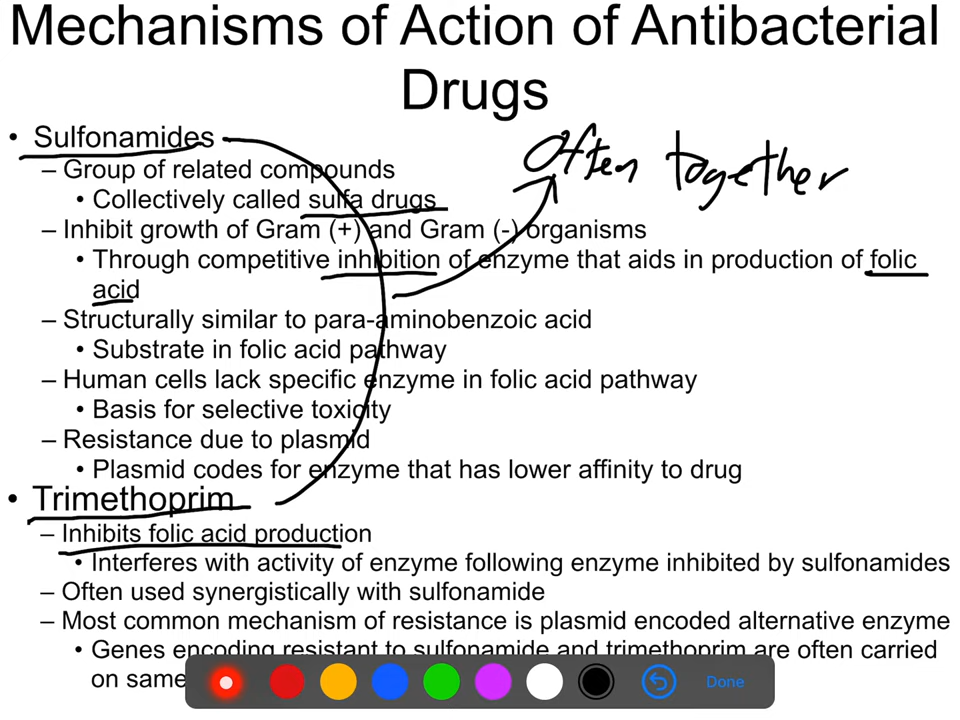 Mechanisms of Action of Antibacterial
Drugs
• Sulfonamides
Often together
– Group of related compounds
• Collectively called sulfa drugs
– Inhibit growth of Gram (+) and Gram (-) organisms
• Through competitive inhibition of enzyme that aids in production of folic
acid
– Structurally similar to para-aminobenzoic acid
• Substrate in folic acid pathway
– Human cells lack specific enzyme in folic acid pathway
• Basis for selective toxicity
– Resistance due to plasmid
• Plasmid codes for enzyme that has lower affinity to drug
• Trimethoprim
– Inhibits folic acid production
• Interferes with activity of enzyme following enzyme inhibited by sulfonamides
– Often used synergistically with sulfonamide
– Most common mechanism of resistance is plasmid encoded alternative enzyme
• Genes encoding resistant to sulfonamide and trimethoprim are often carried
on same
Done